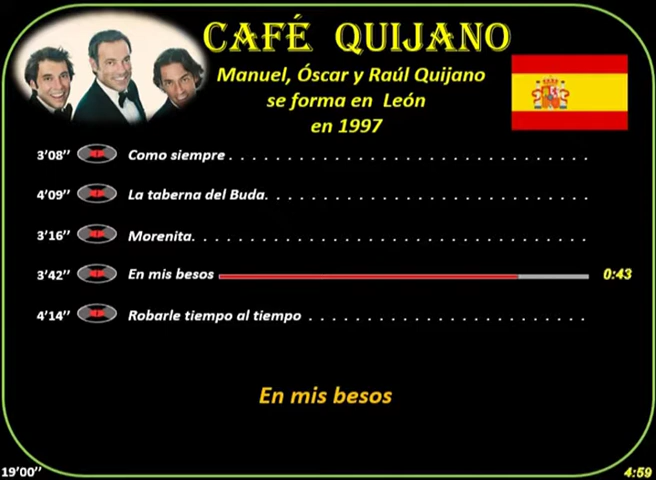 CAFÉ QUIJANO
Manuel, Óscar y Raúl Quijano
se forma en León
en 1997
3'08'' Como siempre . . . . . . . . . . . . . . . . . . . . . . . . . . . . . . .
4'09'' La taberna del Buda. . . . . . . . . . . . . . . . . . . . . . . . . . . .
3'16'' Morenita. . . . . . . . . . . . . . . . . . . . . . . . . . . . . . . . . .
3'42'' En mis besos 0:43
4'14'' Robarle tiempo al tiempo . . . . . . . . . . . . . . . . . . . . . . . .
En mis besos
19'00'' 4:59